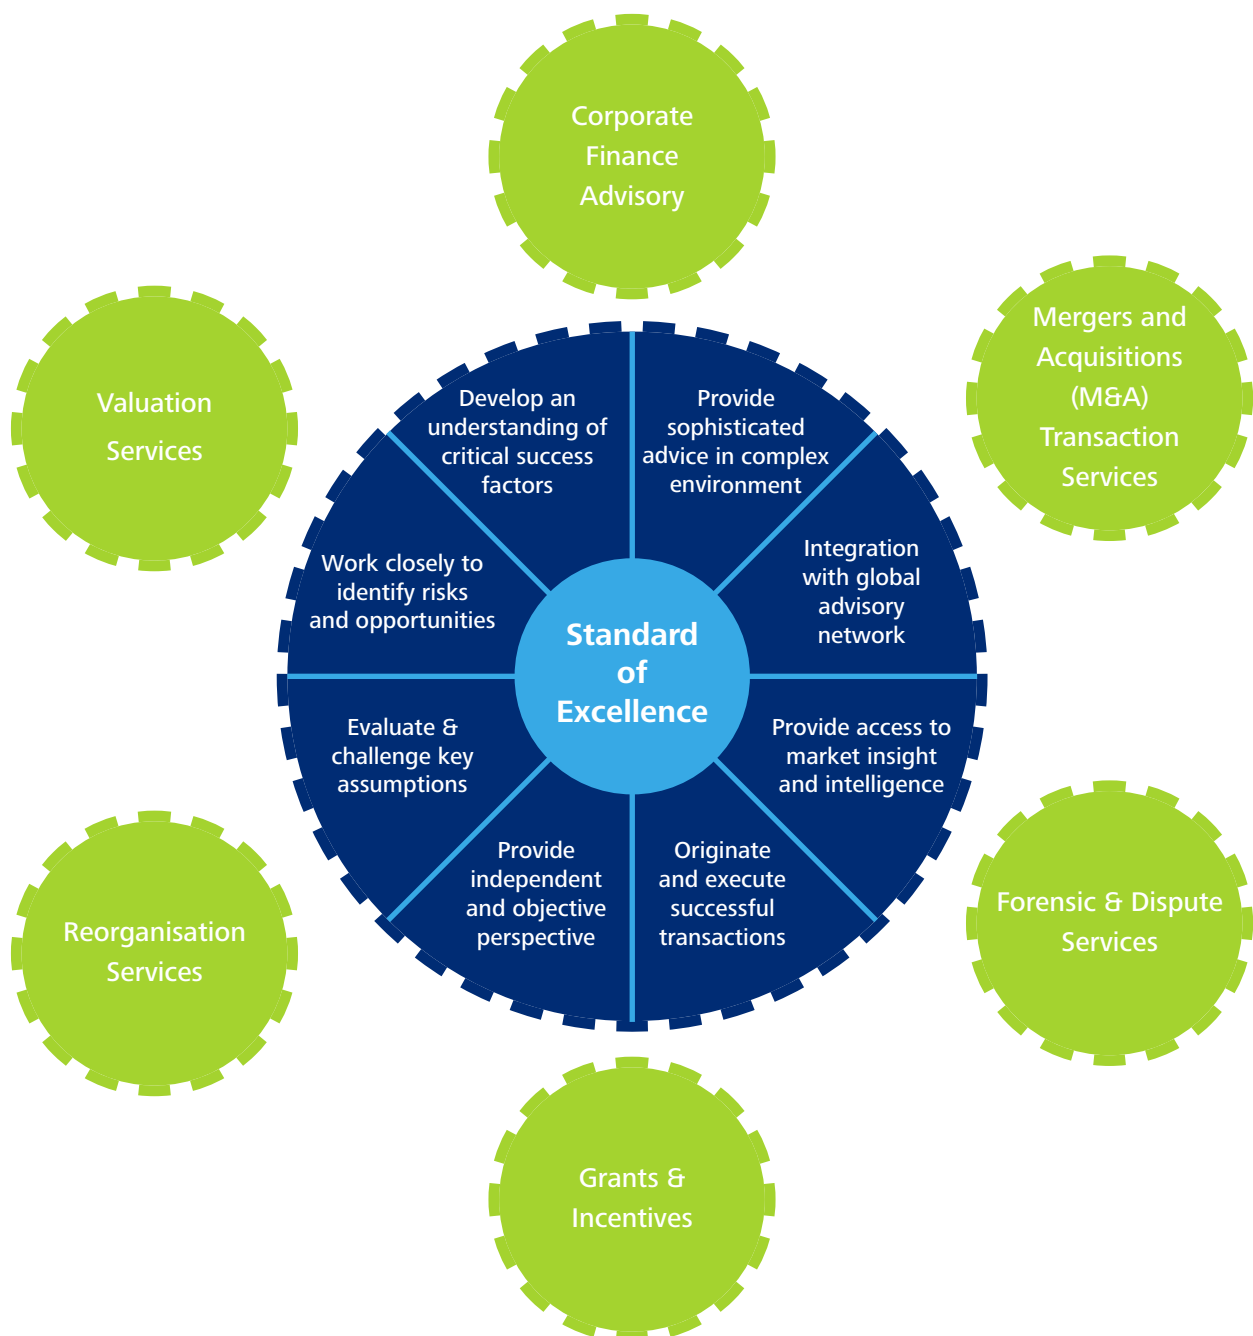 Corporate
Finance
Advisory
Mergers and
Acquisitions
(M&A)
Transaction
Services
Valuation
Services
Develop an
understanding of
critical success
factors
Provide
sophisticated
advice in complex
environment
Integration
with global
advisory
network
Work closely to
identify risks
and opportunities
Standard
of
Excellence
Evaluate &
challenge key
assumptions
Provide access to
market insight
and intelligence
Provide
independent
and objective
perspective
Originate
and execute
successful
transactions
Forensic & Dispute
Services
Reorganisation
Services
Grants &
Incentives